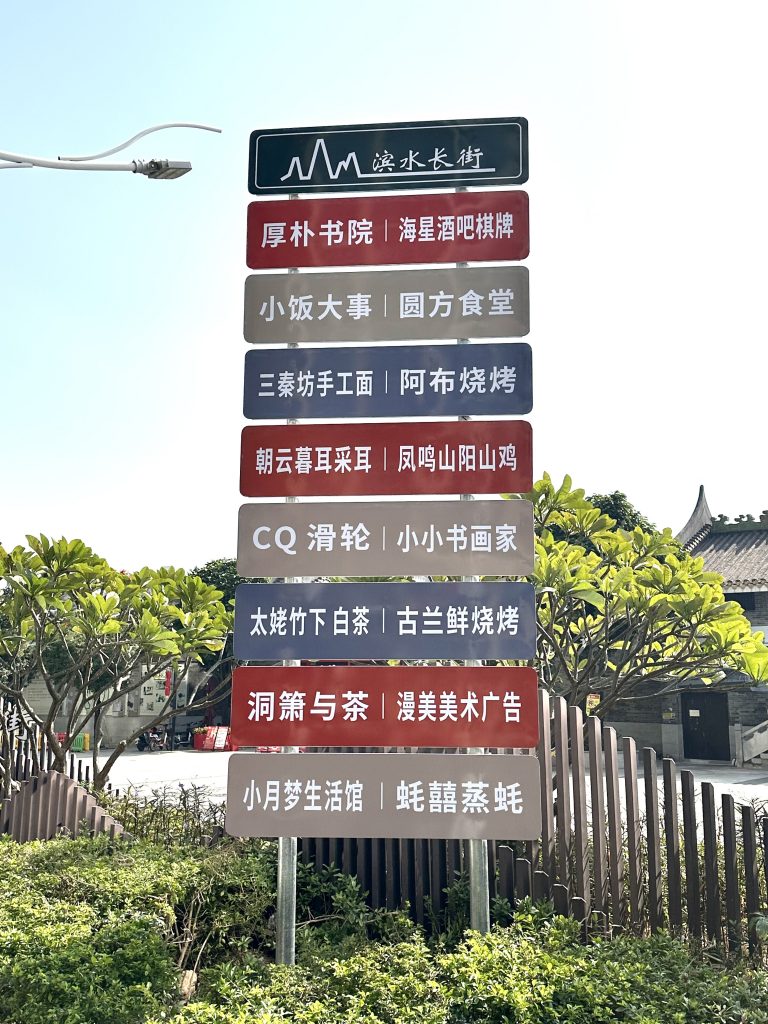 滨水长街
厚朴书院 | 海星酒吧棋牌
小饭大事 | 圆方食堂
三秦坊手工面 | 阿布烧烤
朝云暮耳采耳 | 凤鸣山阳山鸡
CQ 滑轮 | 小小书画家
太姥竹下白茶 | 古兰鲜烧烤
洞箫与茶 | 漫美美术广告
小月梦生活馆 | 蚝囍蒸蚝